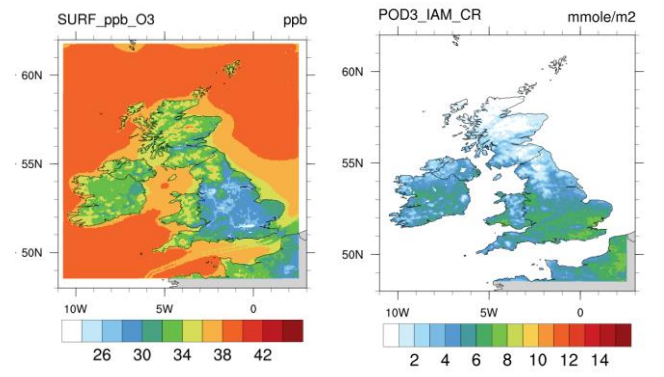 SURF_ppb_O3 ppb
60N
55N
50N
10W 5W 0
26 30 34 38 42
POD3_IAM_CR mmole/m2
60N
55N
50N
10W 5W 0
2 4 6 8 10 12 14